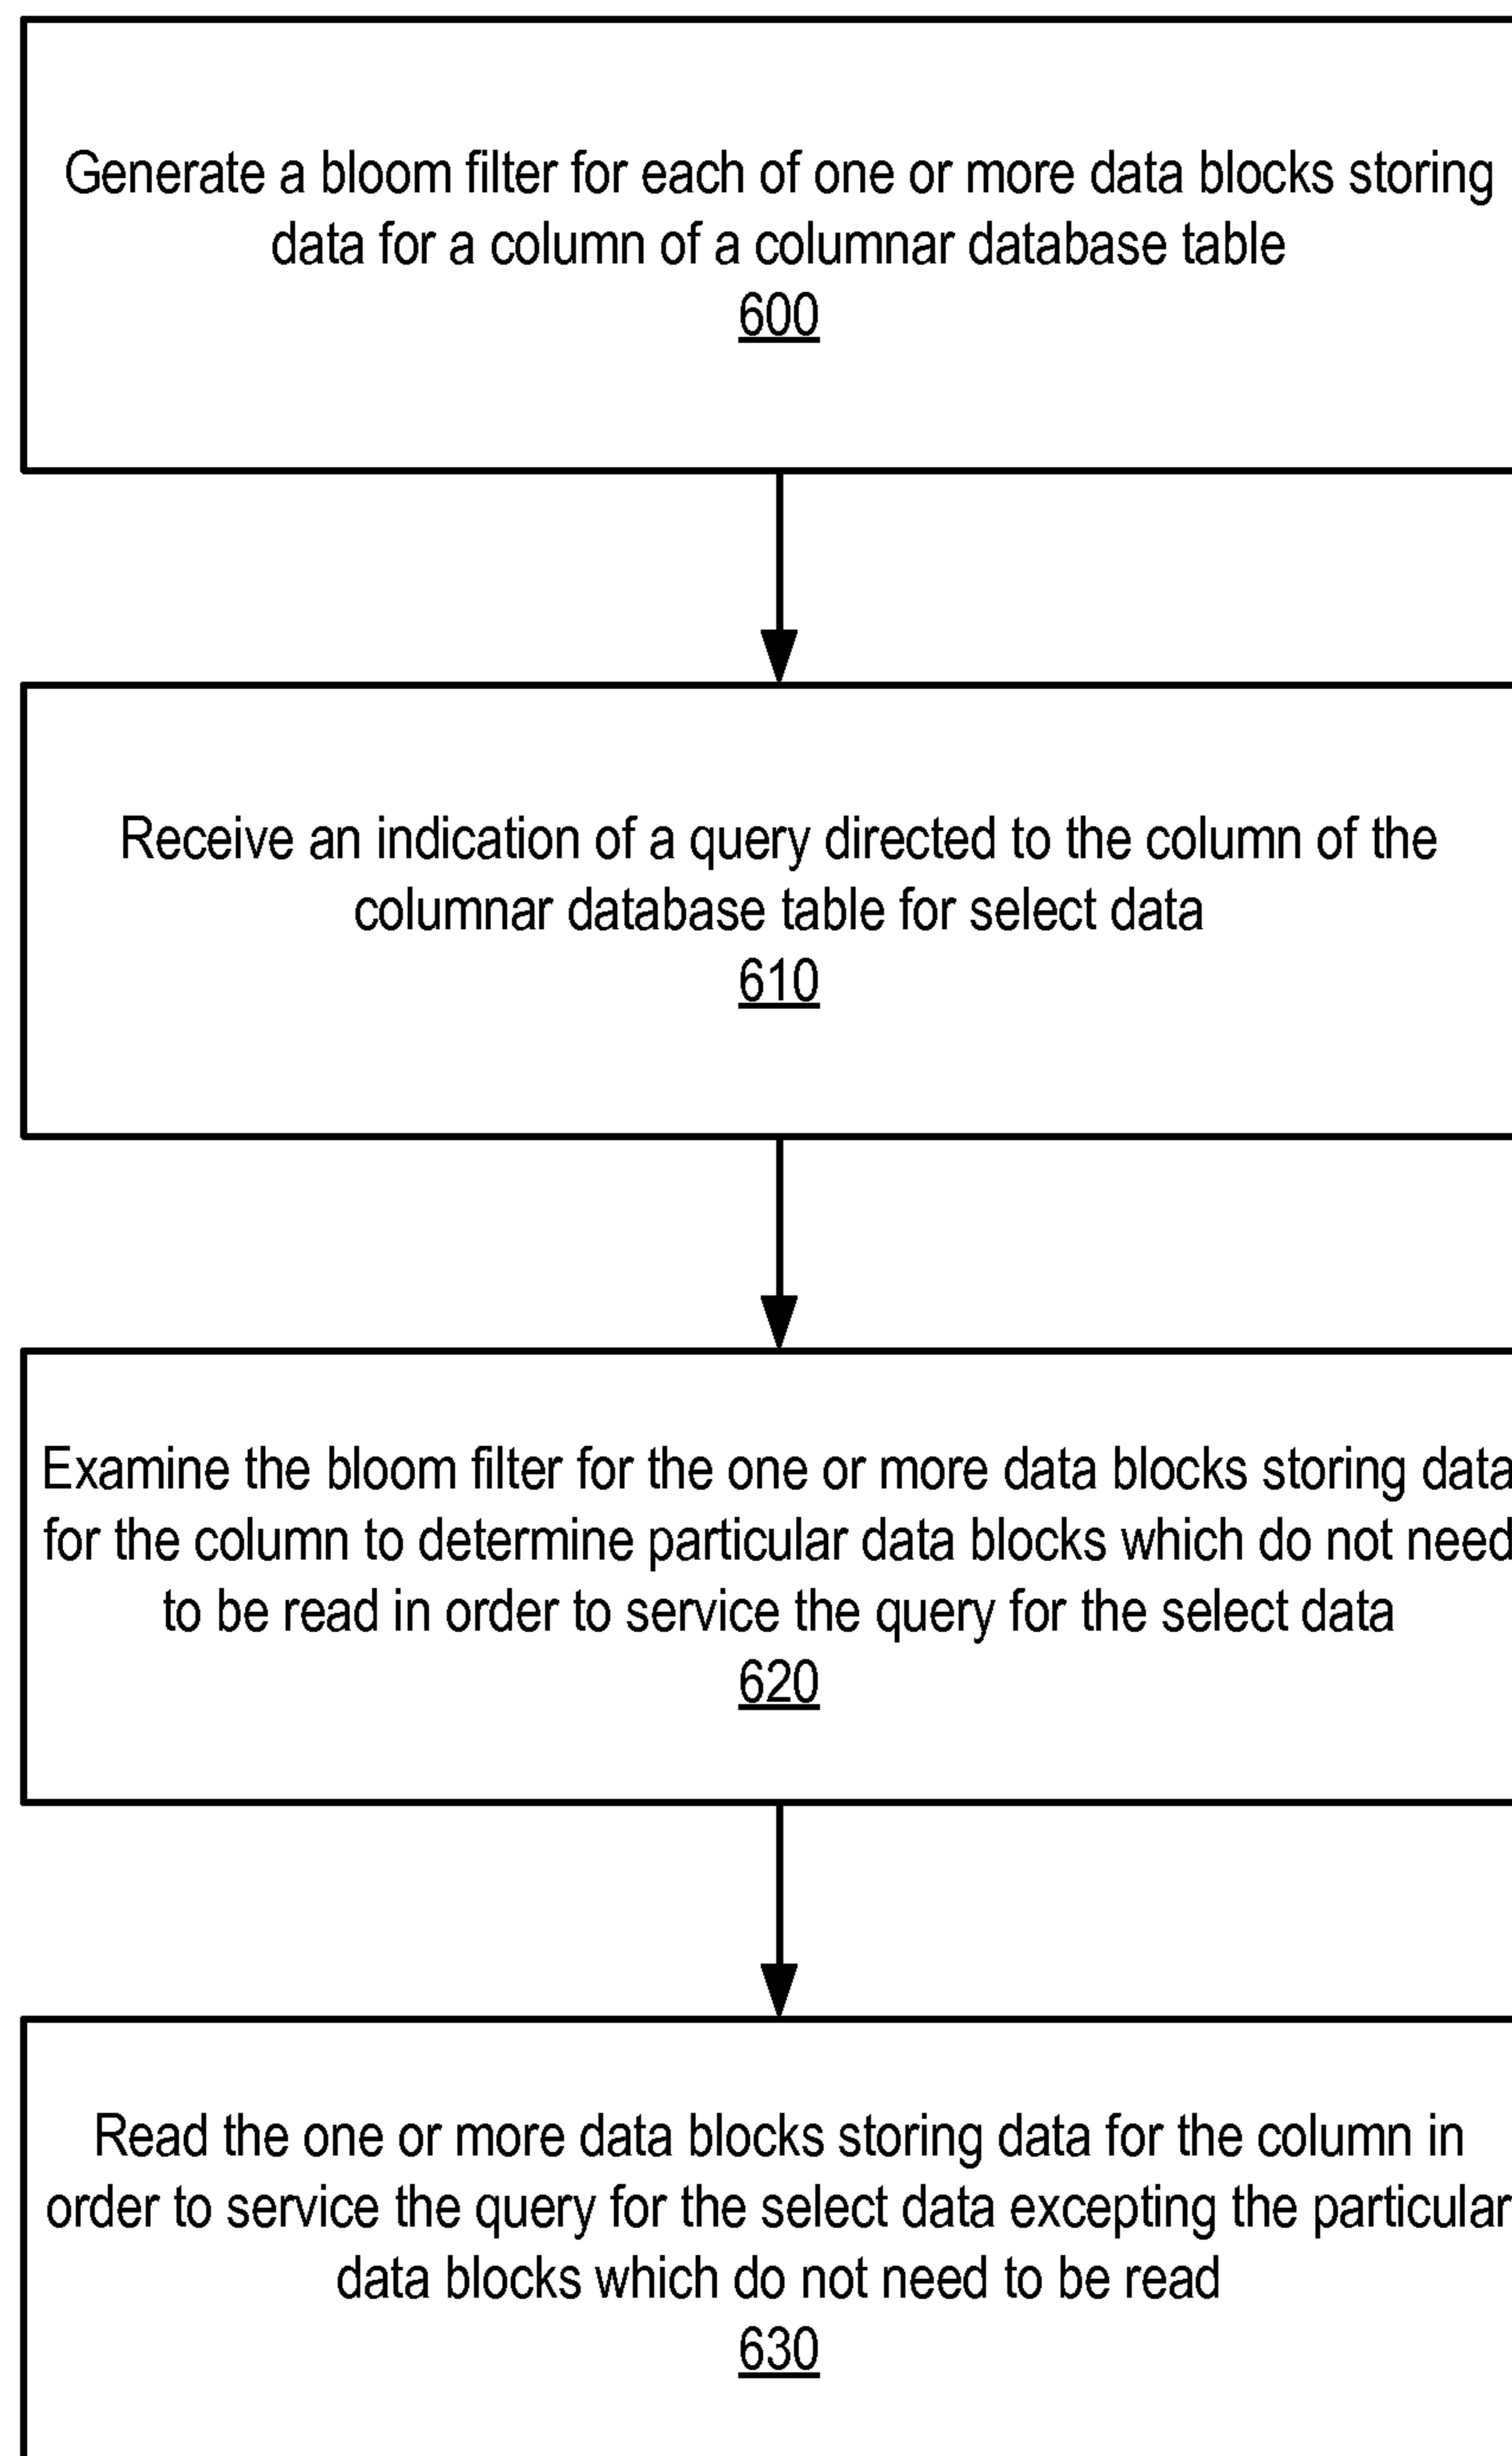 Generate a bloom filter for each of one or more data blocks storing
data for a column of a columnar database table
600
Receive an indication of a query directed to the column of the
columnar database table for select data
610
Examine the bloom filter for the one or more data blocks storing data
for the column to determine particular data blocks which do not need
to be read in order to service the query for the select data
620
Read the one or more data blocks storing data for the column in
order to service the query for the select data excepting the particular
data blocks which do not need to be read
630